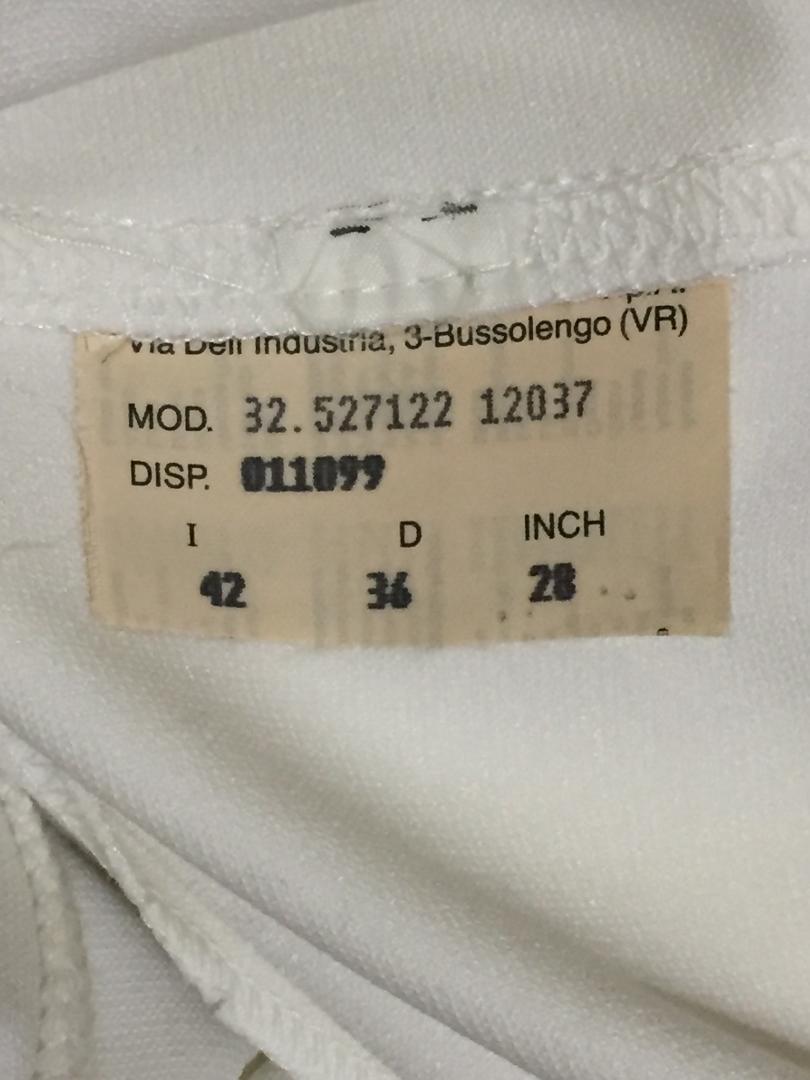 Via Dell Industria, 3-Bussolengo (VR)
MOD. 32.527122 12037
DISP. 011099
I D INCH
42 36 28